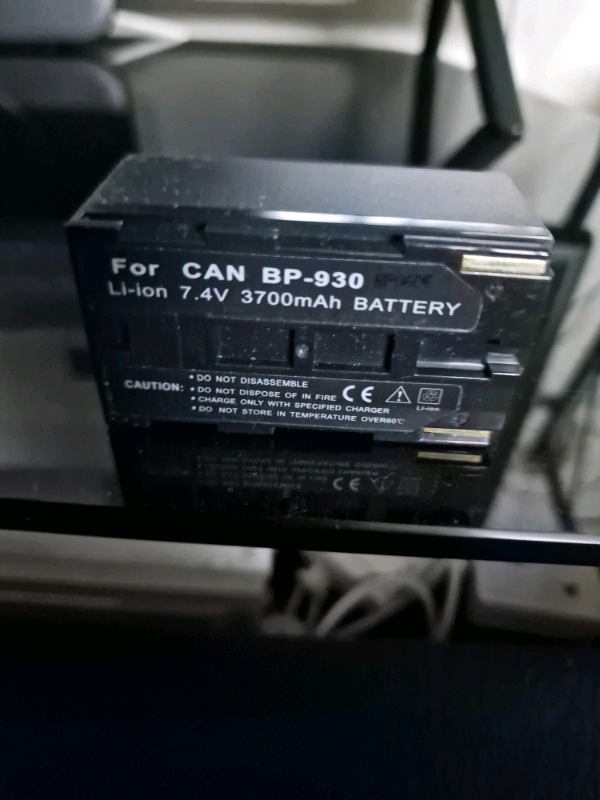 For CAN BP-930
Li-ion 7.4V 3700mAh BATTERY
CAUTION:
• DO NOT DISASSEMBLE
• DO NOT DISPOSE OF IN FIRE
• CHARGE ONLY WITH SPECIFIED CHARGER
• DO NOT STORE IN TEMPERATURE OVER60℃
CE
Li-ion